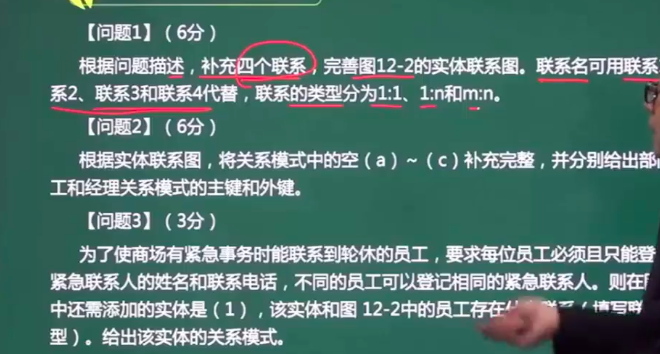 【问题1】(6分)
根据问题描述,补充四个联系,完善图12-2的实体联系图。联系名可用联系
系2、联系3和联系4代替,联系的类型分为1:1、1:n和m:n。
【问题2】(6分)
根据实体联系图,将关系模式中的空(a)~(c)补充完整,并分别给出部
工和经理关系模式的主键和外键。
【问题3】(3分)
为了使商场有紧急事务时能联系到轮休的员工,要求每位员工必须且只能登
紧急联系人的姓名和联系电话,不同的员工可以登记相同的紧急联系人。则在
中还需添加的实体是(1),该实体和图 12-2中的员工存在 联系(填写联
型)。给出该实体的关系模式。